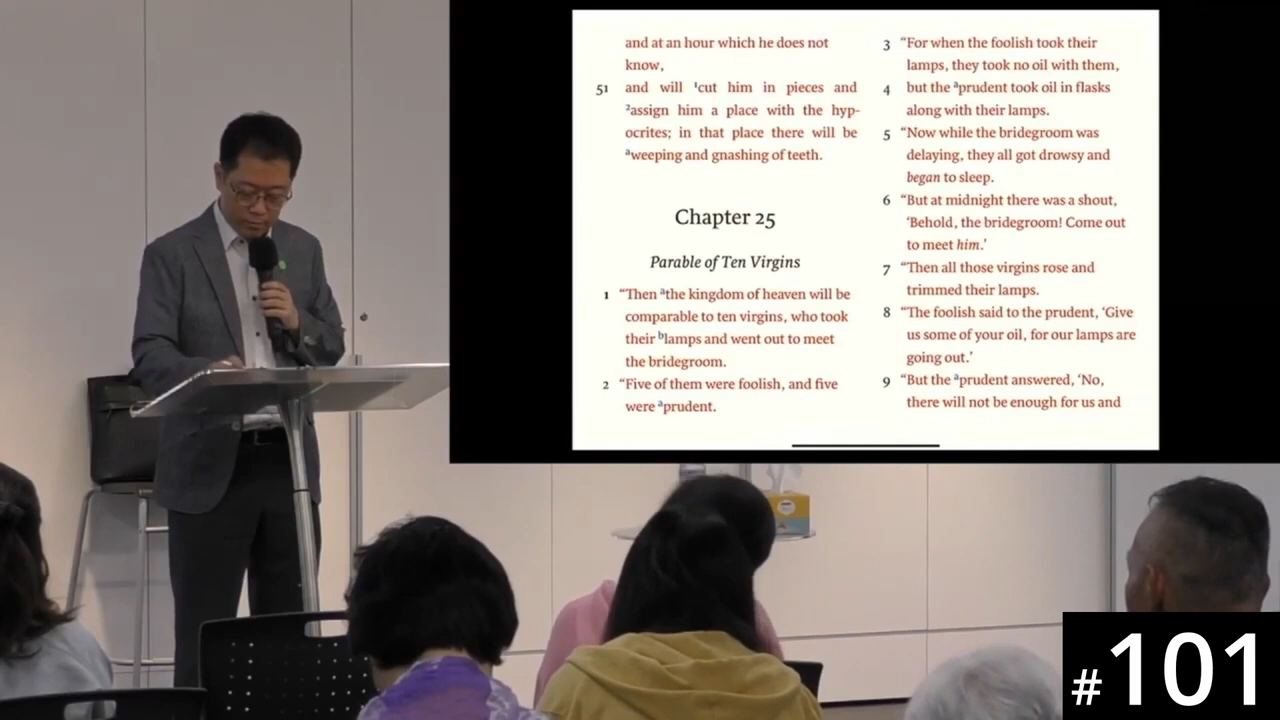 and at an hour which he does not
know,
51 and will ¹cut him in pieces and
²assign him a place with the hyp-
ocrites; in that place there will be
ᵃweeping and gnashing of teeth.
Chapter 25
Parable of Ten Virgins
1 “Then ᵃthe kingdom of heaven will be
comparable to ten virgins, who took
their ᵇlamps and went out to meet
the bridegroom.
2 “Five of them were foolish, and five
were ᵃprudent.
3 “For when the foolish took their
lamps, they took no oil with them,
4 but the ᵃprudent took oil in flasks
along with their lamps.
5 “Now while the bridegroom was
delaying, they all got drowsy and
began to sleep.
6 “But at midnight there was a shout,
‘Behold, the bridegroom! Come out
to meet him.’
7 “Then all those virgins rose and
trimmed their lamps.
8 “The foolish said to the prudent, ‘Give
us some of your oil, for our lamps are
going out.’
9 “But the ᵃprudent answered, ‘No,
there will not be enough for us and
#101